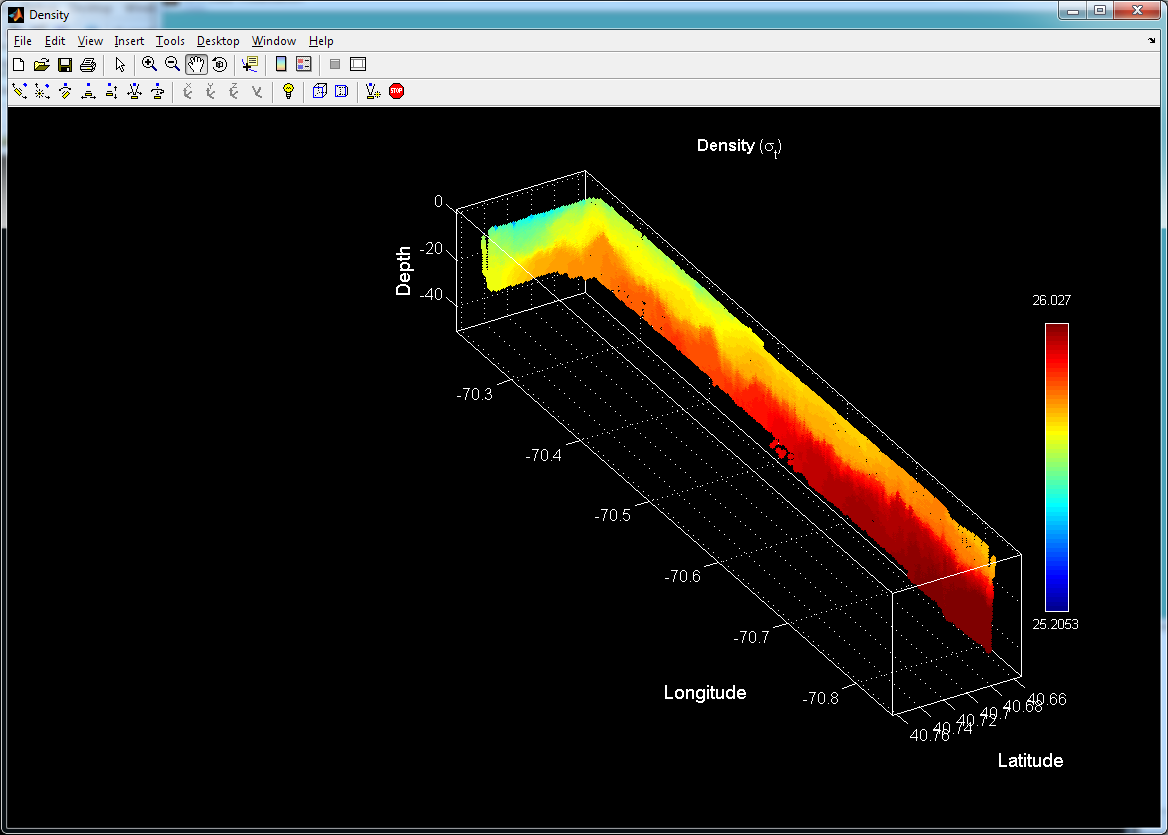 Density
File Edit View Insert Tools Desktop Window Help
STOP
Density (σt)
0
-20
-40
Depth
-70.3
-70.4
-70.5
-70.6
-70.7
-70.8
Longitude
40.76
40.74
40.72
40.7
40.68
40.66
Latitude
26.027
25.2053